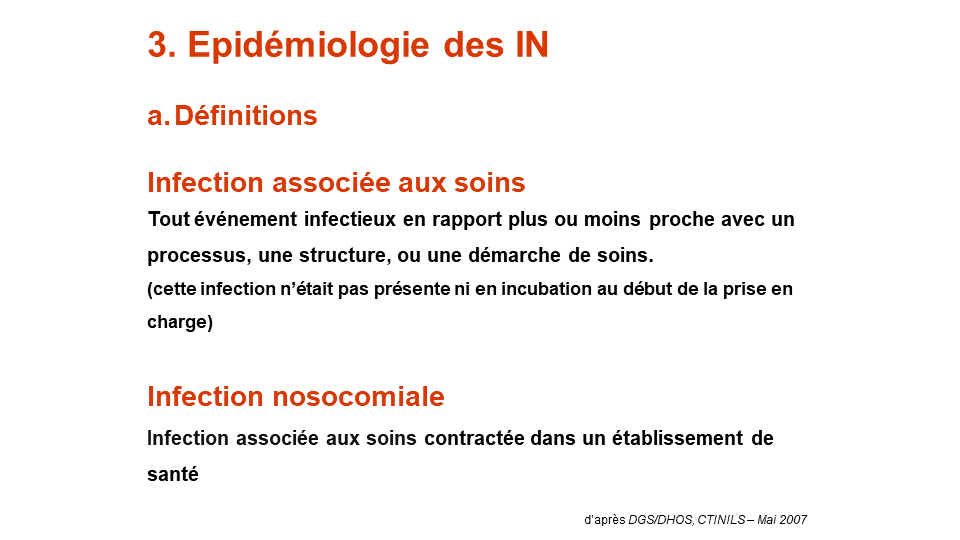 3. Epidémiologie des IN
a. Définitions
Infection associée aux soins
Tout événement infectieux en rapport plus ou moins proche avec un
processus, une structure, ou une démarche de soins.
(cette infection n’était pas présente ni en incubation au début de la prise en
charge)
Infection nosocomiale
Infection associée aux soins contractée dans un établissement de
santé
d’après DGS/DHOS, CTINILS – Mai 2007